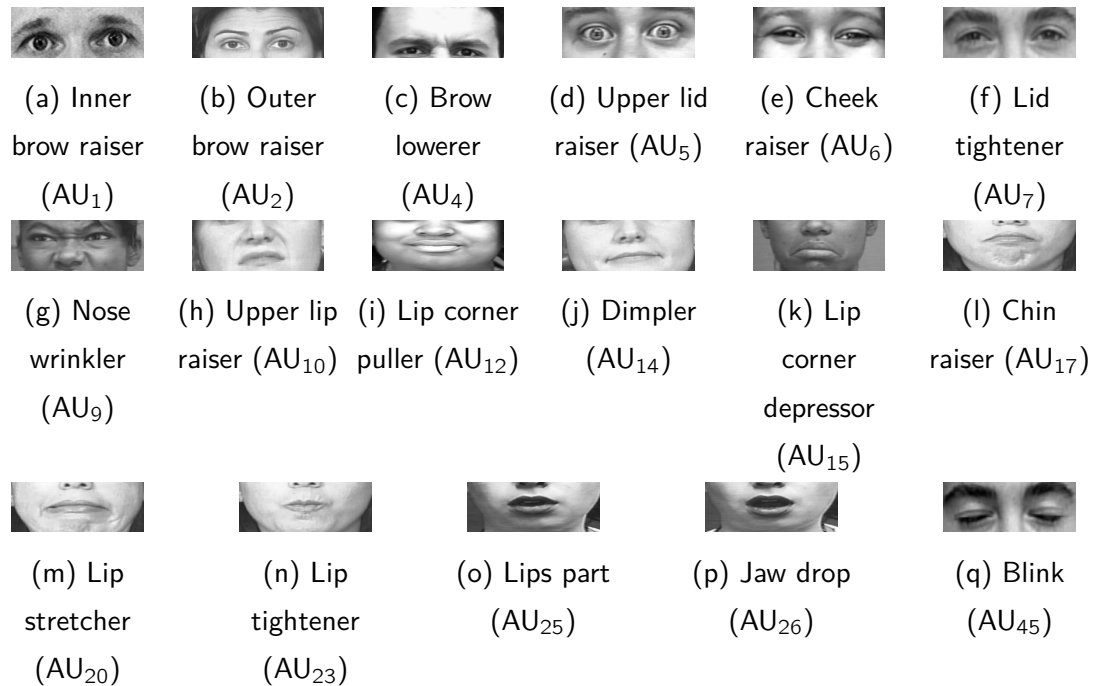 (a) Inner
brow raiser
(AU₁)
(b) Outer
brow raiser
(AU₂)
(c) Brow
lowerer
(AU₄)
(d) Upper lid
raiser (AU₅)
(e) Cheek
raiser (AU₆)
(f) Lid
tightener
(AU₇)
(g) Nose
wrinkler
(AU₉)
(h) Upper lip
raiser (AU₁₀)
(i) Lip corner
puller (AU₁₂)
(j) Dimpler
(AU₁₄)
(k) Lip
corner
depressor
(AU₁₅)
(l) Chin
raiser (AU₁₇)
(m) Lip
stretcher
(AU₂₀)
(n) Lip
tightener
(AU₂₃)
(o) Lips part
(AU₂₅)
(p) Jaw drop
(AU₂₆)
(q) Blink
(AU₄₅)